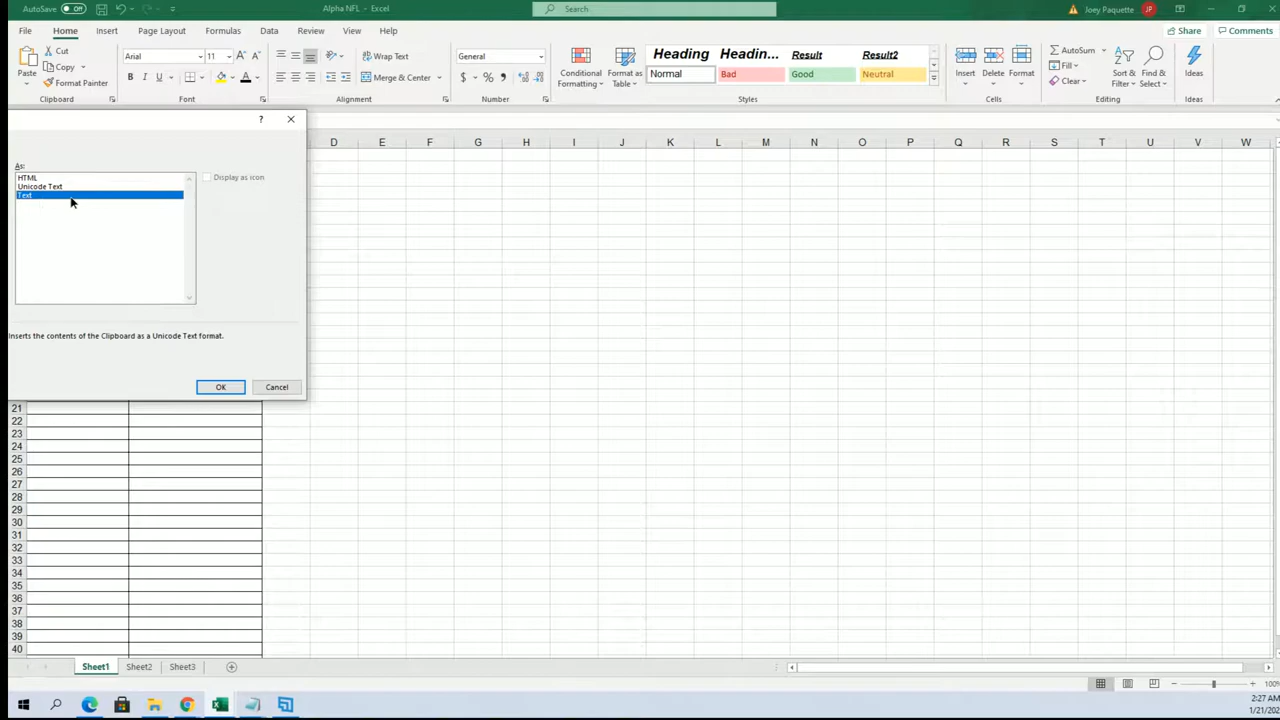 AutoSave Off Alpha NFL - Excel Search Joey Paquette JP
File Home Insert Page Layout Formulas Data Review View Help Share Comments
Paste Cut Copy Format Painter
Arial 11
B I U A
Wrap Text
Merge & Center
General
$ % 9
Conditional Formatting
Format as Table
Heading Headin... Result Result2
Normal Bad Good Neutral
Insert Delete Format
AutoSum Fill Clear
Sort & Filter
Find & Select
Ideas
Clipboard Font Alignment Number Styles Cells Editing Ideas
?
D E F G H I J K L M N O P Q R S T U V W
As:
HTML
Unicode Text
Text
Display as icon
Inserts the contents of the Clipboard as a Unicode Text format.
OK Cancel
21
22
23
24
25
26
27
28
29
30
31
32
33
34
35
36
37
38
39
40
Sheet1 Sheet2 Sheet3
100%
2:27 AM
1/21/202